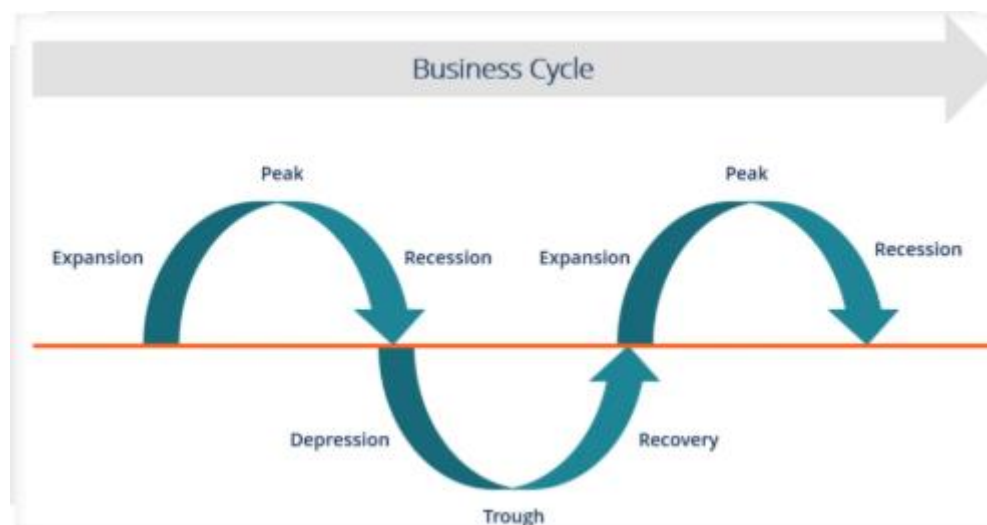 Business Cycle
Peak
Peak
Expansion
Recession
Expansion
Recession
Depression
Recovery
Trough